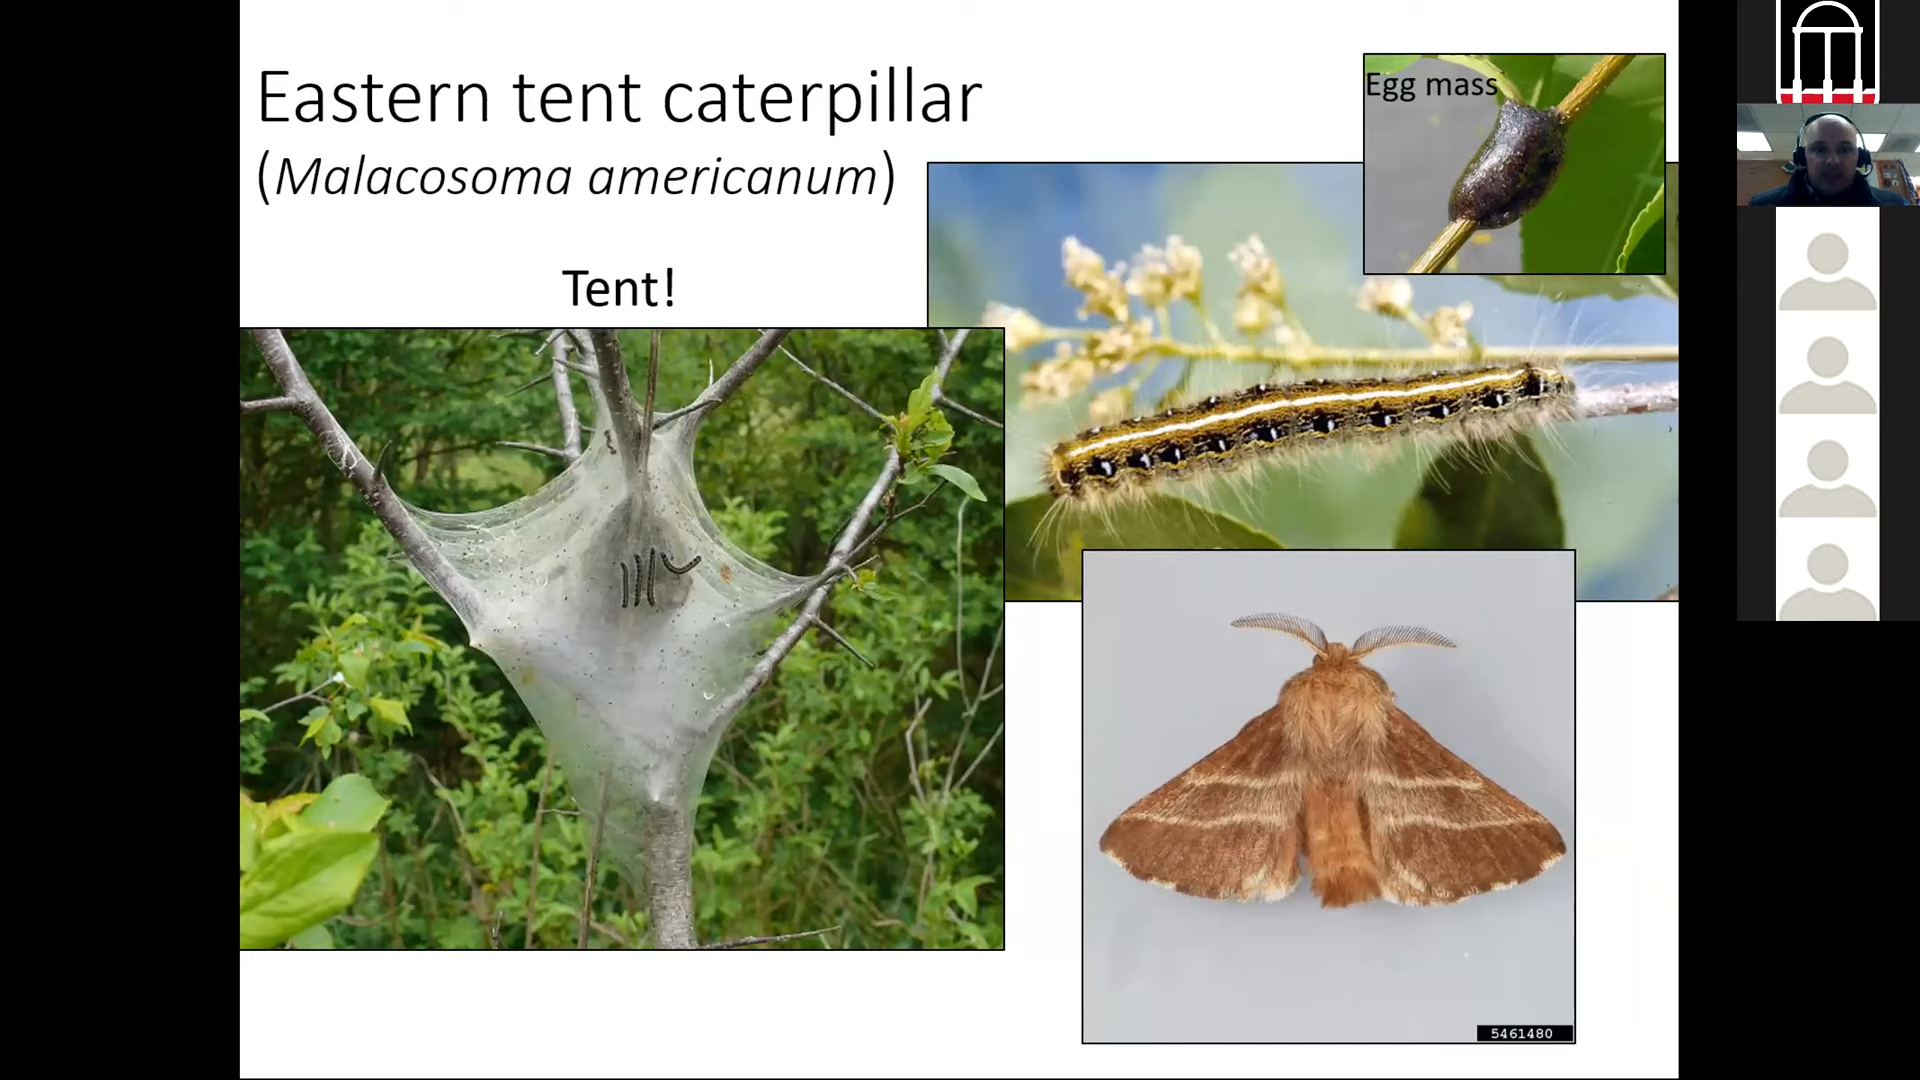 Eastern tent caterpillar
(Malacosoma americanum)
Tent!
Egg mass
5461480